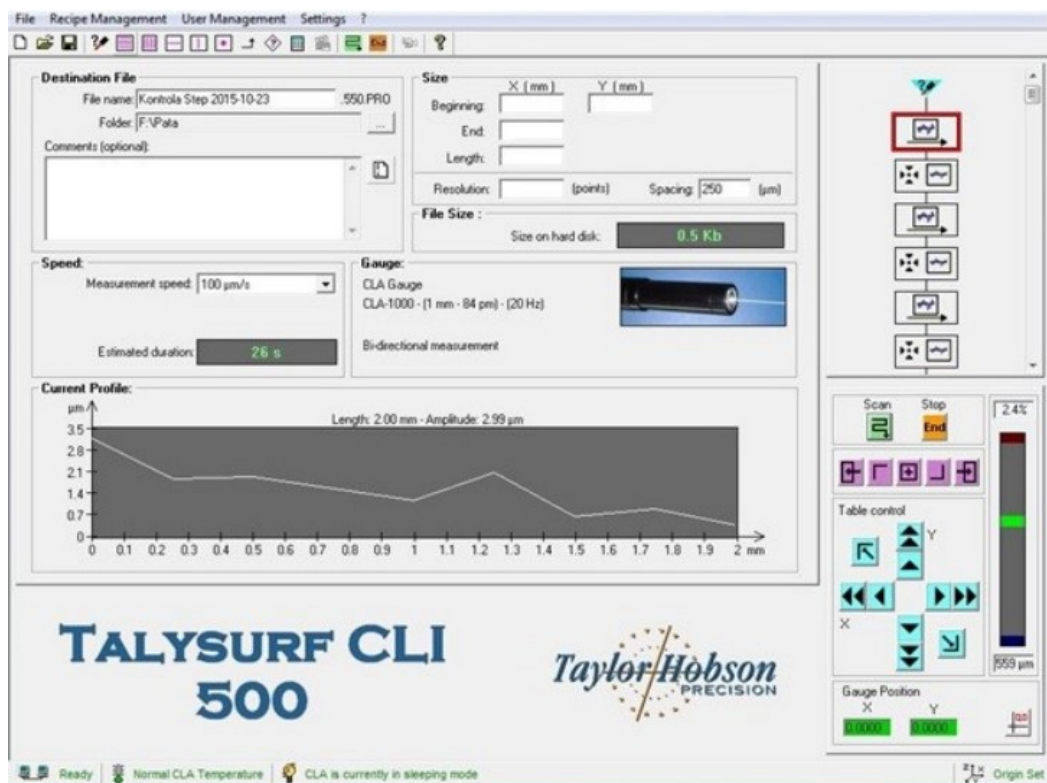 File Recipe Management User Management Settings ?
End
Destination File
File name: Kontrola Step 2015-10-23 .550.PRO
Folder: F:\Pata ...
Comments (optional):
Size
X (mm) Y (mm)
Beginning:
End:
Length:
Resolution: (points) Spacing: 250 (µm)
File Size :
Size on hard disk: 0.5 Kb
Speed:
Measurement speed: 100 µm/s
Estimated duration: 26 s
Gauge:
CLA Gauge
CLA-1000 - (1 mm - 84 pm) - (20 Hz)
Bi-directional measurement
Current Profile:
µm
Length: 2.00 mm - Amplitude: 2.99 µm
3.5
2.8
2.1
1.4
0.7
0
0 0.1 0.2 0.3 0.4 0.5 0.6 0.7 0.8 0.9 1 1.1 1.2 1.3 1.4 1.5 1.6 1.7 1.8 1.9 2 mm
Scan Stop
End
2.4%
Table control
Y
X
559 µm
Gauge Position
X Y
0.0000 0.0000
0,0
TALYSURF CLI
500
Taylor Hobson
PRECISION
Ready Normal CLA Temperature CLA is currently in sleeping mode Origin Set